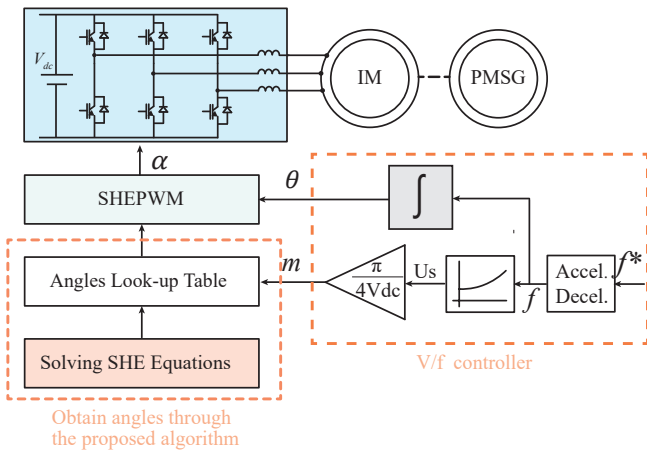 V_dc
IM
PMSG
α
SHEPWM
θ
∫
Angles Look-up Table
m
π
4Vdc
Us
f
Accel.
Decel.
f*
Solving SHE Equations
V/f controller
Obtain angles through
the proposed algorithm